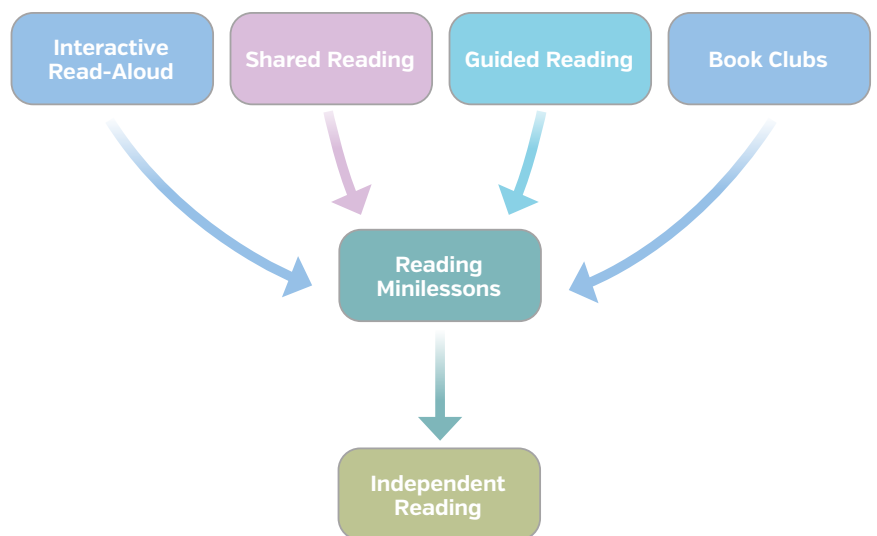 Interactive
Read-Aloud
Shared Reading
Guided Reading
Book Clubs
Reading
Minilessons
Independent
Reading